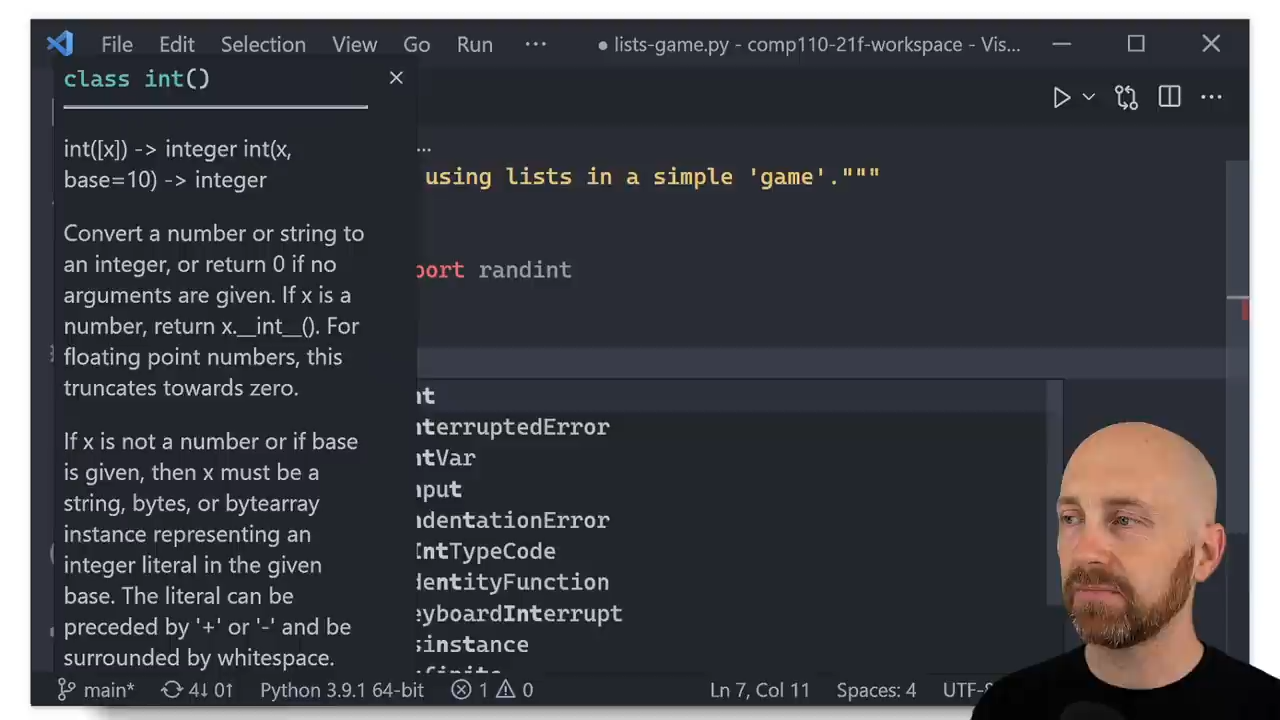 File Edit Selection View Go Run ··· ● lists-game.py - comp110-21f-workspace - Vis...
class int()
int([x]) -> integer int(x,
base=10) -> integer
...
using lists in a simple 'game'."""
Convert a number or string to
an integer, or return 0 if no
arguments are given. If x is a
port randint
number, return x.__int__(). For
floating point numbers, this
truncates towards zero.
nt
nterruptedError
If x is not a number or if base
ntVar
is given, then x must be a
nput
string, bytes, or bytearray
ndentationError
instance representing an
IntTypeCode
integer literal in the given
dentityFunction
base. The literal can be
eyboardInterrupt
preceded by '+' or '-' and be
sinstance
surrounded by whitespace.
main* 4↓ 0↑ Python 3.9.1 64-bit 1 0 Ln 7, Col 11 Spaces: 4